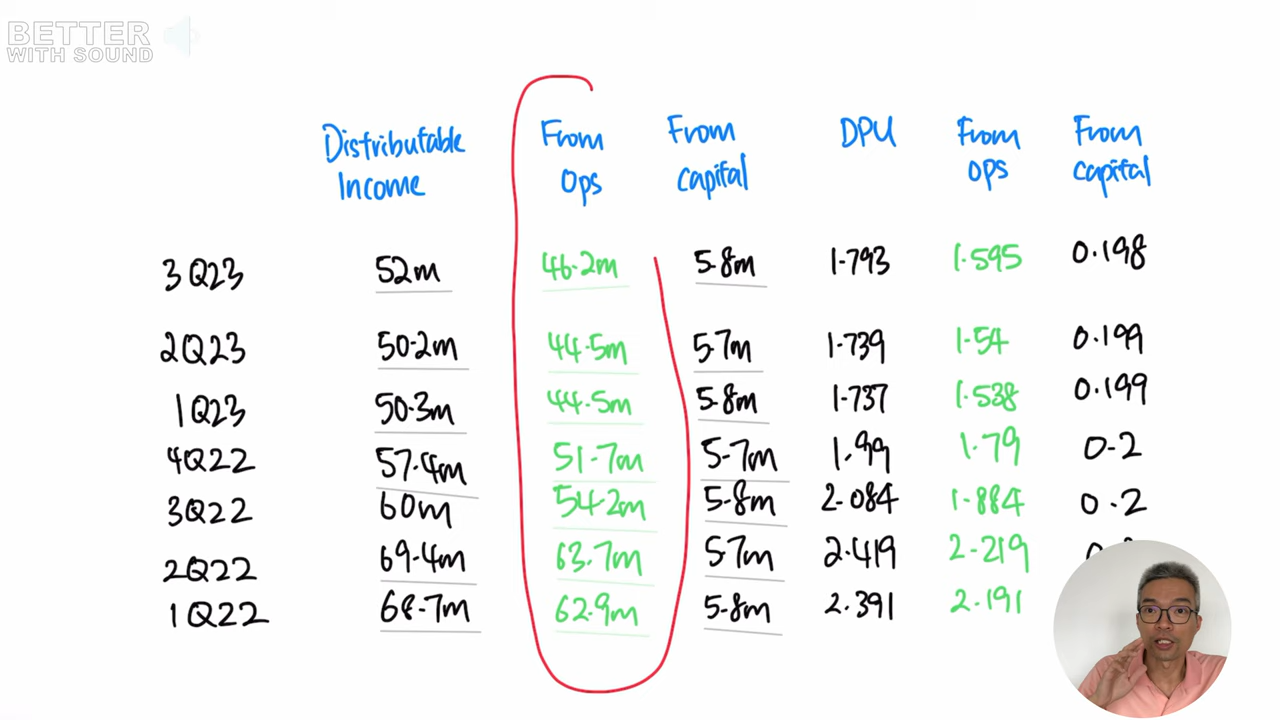 BETTER
WITH SOUND
Distributable Income From Ops From capital DPU From ops From capital
3Q23 52m 46.2m 5.8m 1.793 1.595 0.198
2Q23 50.2m 44.5m 5.7m 1.739 1.54 0.199
1Q23 50.3m 44.5m 5.8m 1.737 1.538 0.199
4Q22 57.4m 51.7m 5.7m 1.99 1.79 0.2
3Q22 60m 54.2m 5.8m 2.084 1.884 0.2
2Q22 69.4m 63.7m 5.7m 2.419 2.219
1Q22 68.7m 62.9m 5.8m 2.391 2.191